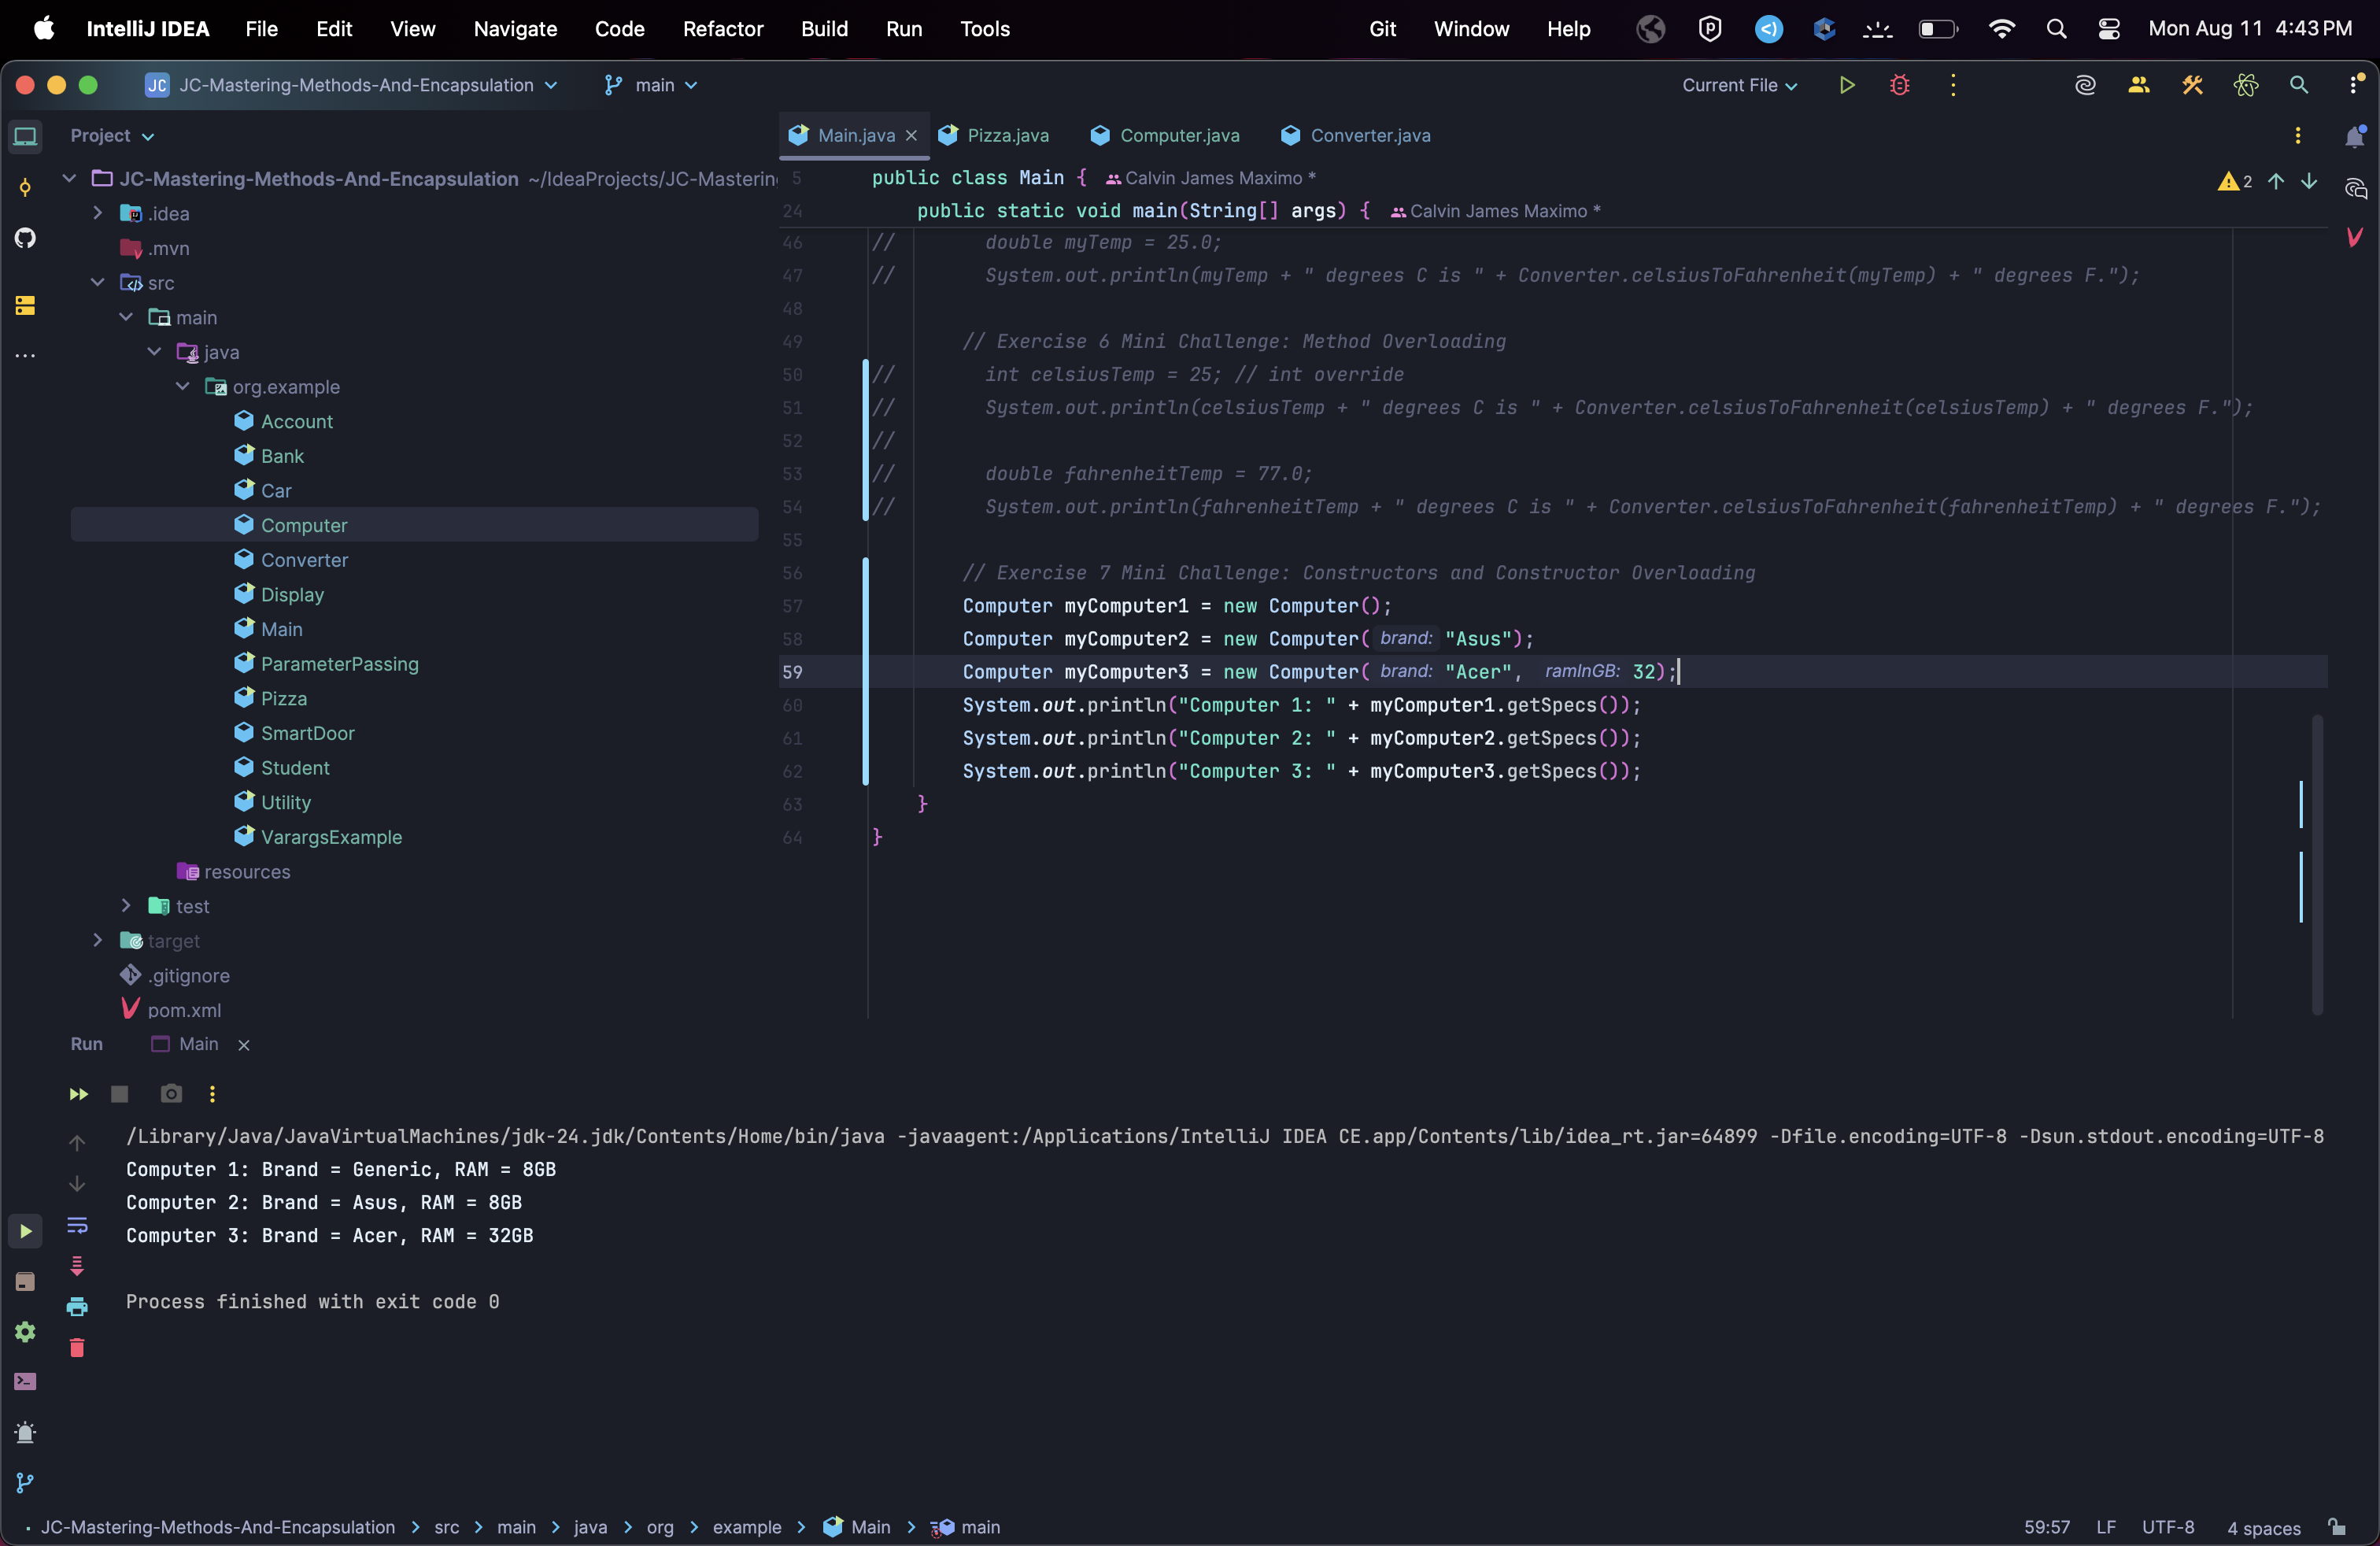 IntelliJ IDEA File Edit View Navigate Code Refactor Build Run Tools Git Window Help Mon Aug 11 4:43 PM
JC JC-Mastering-Methods-And-Encapsulation main Current File
Project
Main.java Pizza.java Computer.java Converter.java
JC-Mastering-Methods-And-Encapsulation ~/IdeaProjects/JC-Mastering
.idea
.mvn
src
main
java
org.example
Account
Bank
Car
Computer
Converter
Display
Main
ParameterPassing
Pizza
SmartDoor
Student
Utility
VarargsExample
resources
test
target
.gitignore
pom.xml
5 public class Main { Calvin James Maximo *
2
24 public static void main(String[] args) { Calvin James Maximo *
46 // double myTemp = 25.0;
47 // System.out.println(myTemp + " degrees C is " + Converter.celsiusToFahrenheit(myTemp) + " degrees F.");
48
49 // Exercise 6 Mini Challenge: Method Overloading
50 // int celsiusTemp = 25; // int override
51 // System.out.println(celsiusTemp + " degrees C is " + Converter.celsiusToFahrenheit(celsiusTemp) + " degrees F.");
52 //
53 // double fahrenheitTemp = 77.0;
54 // System.out.println(fahrenheitTemp + " degrees C is " + Converter.celsiusToFahrenheit(fahrenheitTemp) + " degrees F.");
55
56 // Exercise 7 Mini Challenge: Constructors and Constructor Overloading
57 Computer myComputer1 = new Computer();
58 Computer myComputer2 = new Computer( brand: "Asus");
59 Computer myComputer3 = new Computer( brand: "Acer", ramInGB: 32);
60 System.out.println("Computer 1: " + myComputer1.getSpecs());
61 System.out.println("Computer 2: " + myComputer2.getSpecs());
62 System.out.println("Computer 3: " + myComputer3.getSpecs());
63 }
64 }
Run Main
/Library/Java/JavaVirtualMachines/jdk-24.jdk/Contents/Home/bin/java -javaagent:/Applications/IntelliJ IDEA CE.app/Contents/lib/idea_rt.jar=64899 -Dfile.encoding=UTF-8 -Dsun.stdout.encoding=UTF-8
Computer 1: Brand = Generic, RAM = 8GB
Computer 2: Brand = Asus, RAM = 8GB
Computer 3: Brand = Acer, RAM = 32GB
Process finished with exit code 0
JC-Mastering-Methods-And-Encapsulation > src > main > java > org > example > Main > main 59:57 LF UTF-8 4 spaces